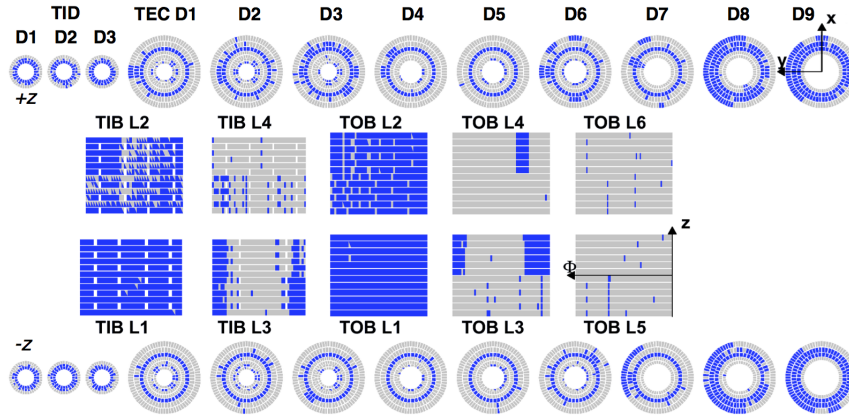 TID TEC D1 D2 D3 D4 D5 D6 D7 D8 D9
D1 D2 D3
x
y
+z
TIB L2 TIB L4 TOB L2 TOB L4 TOB L6
z
Φ
TIB L1 TIB L3 TOB L1 TOB L3 TOB L5
-z